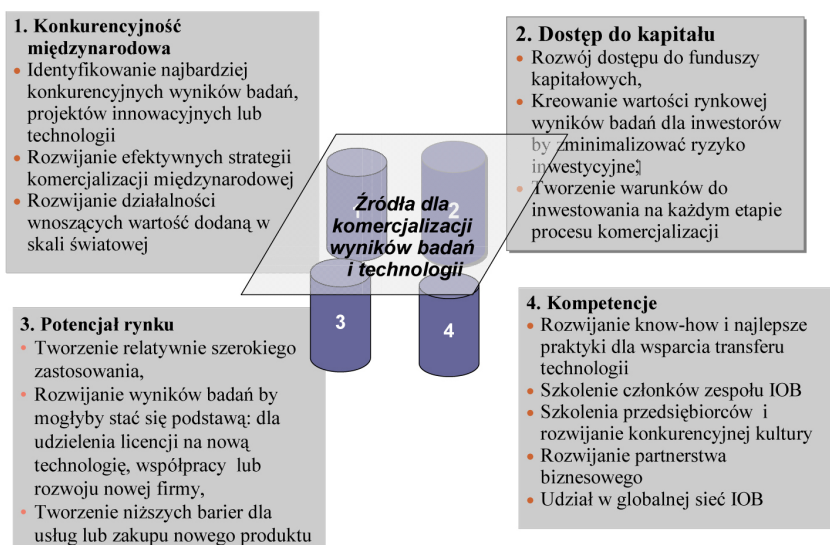 1. Konkurencyjność
międzynarodowa
• Identyfikowanie najbardziej
konkurencyjnych wyników badań,
projektów innowacyjnych lub
technologii
• Rozwijanie efektywnych strategii
komercjalizacji międzynarodowej
• Rozwijanie działalności
wnoszących wartość dodaną w
skali światowej
2. Dostęp do kapitału
• Rozwój dostępu do funduszy
kapitałowych,
• Kreowanie wartości rynkowej
wyników badań dla inwestorów
by zminimalizować ryzyko
inwestycyjne;
• Tworzenie warunków do
inwestowania na każdym etapie
procesu komercjalizacji
1
2
Źródła dla
komercjalizacji
wyników badań
i technologii
3
4
3. Potencjał rynku
• Tworzenie relatywnie szerokiego
zastosowania,
• Rozwijanie wyników badań by
mogłyby stać się podstawą: dla
udzielenia licencji na nową
technologię, współpracy lub
rozwoju nowej firmy,
• Tworzenie niższych barier dla
usług lub zakupu nowego produktu
4. Kompetencje
• Rozwijanie know-how i najlepsze
praktyki dla wsparcia transferu
technologii
• Szkolenie członków zespołu IOB
• Szkolenia przedsiębiorców i
rozwijanie konkurencyjnej kultury
• Rozwijanie partnerstwa
biznesowego
• Udział w globalnej sieć IOB